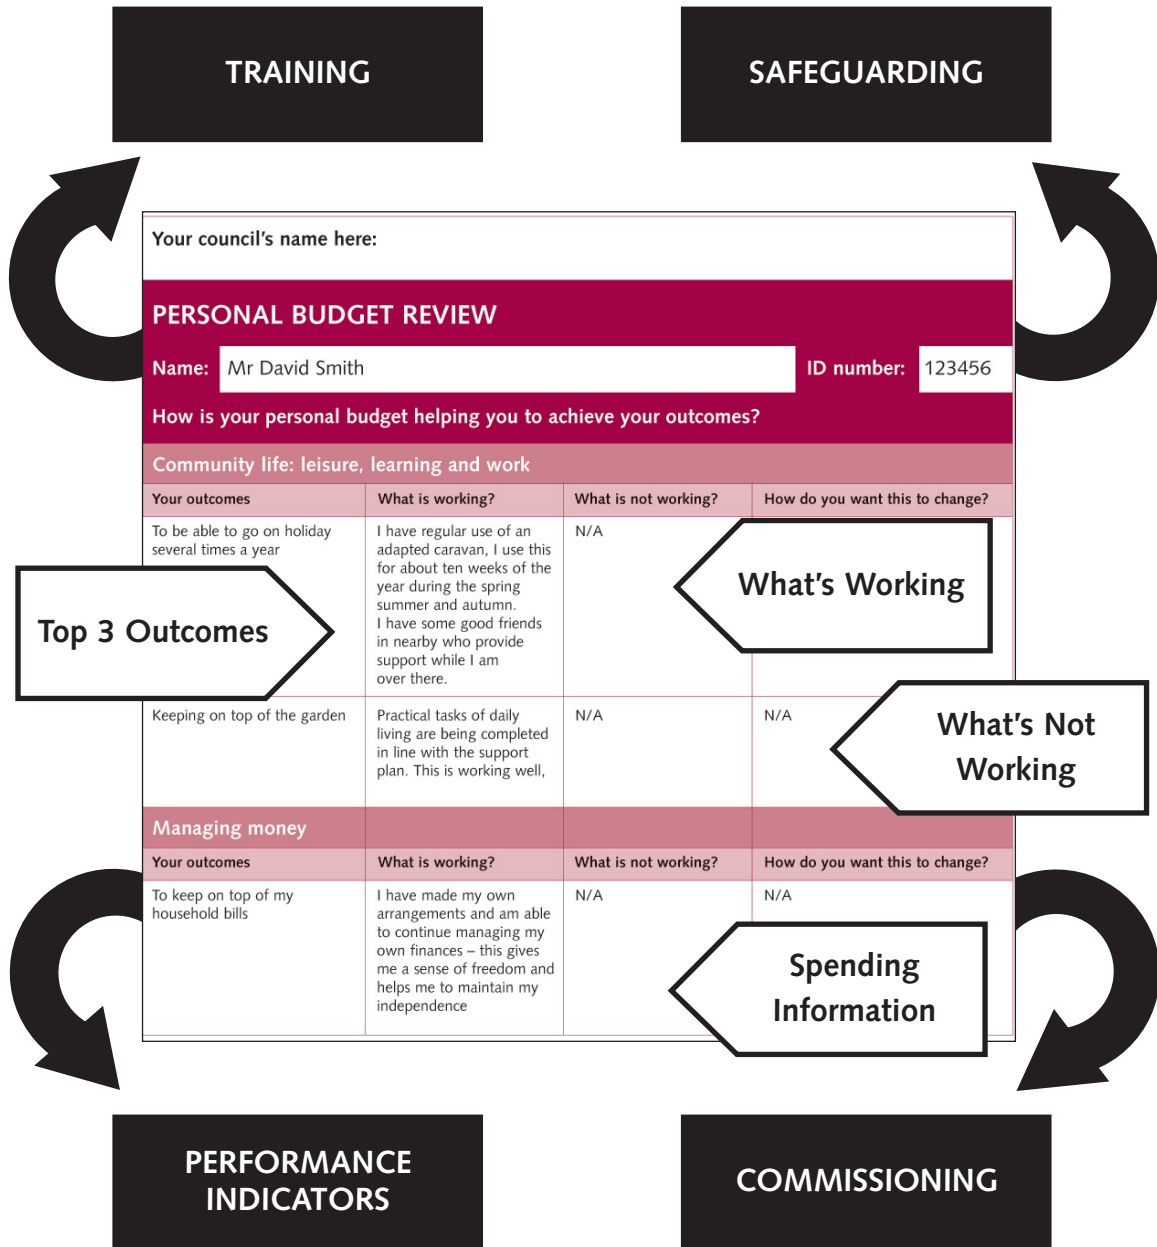 TRAINING
SAFEGUARDING
Your council's name here:
PERSONAL BUDGET REVIEW
Name: Mr David Smith ID number: 123456
How is your personal budget helping you to achieve your outcomes?
Community life: leisure, learning and work
Your outcomes
What is working?
What is not working?
How do you want this to change?
To be able to go on holiday
several times a year
I have regular use of an
adapted caravan, I use this
for about ten weeks of the
year during the spring
summer and autumn.
I have some good friends
in nearby who provide
support while I am
over there.
N/A
What's Working
Top 3 Outcomes
Keeping on top of the garden
Practical tasks of daily
living are being completed
in line with the support
plan. This is working well,
N/A
N/A
What's Not
Working
Managing money
Your outcomes
What is working?
What is not working?
How do you want this to change?
To keep on top of my
household bills
I have made my own
arrangements and am able
to continue managing my
own finances – this gives
me a sense of freedom and
helps me to maintain my
independence
N/A
N/A
Spending
Information
PERFORMANCE
INDICATORS
COMMISSIONING